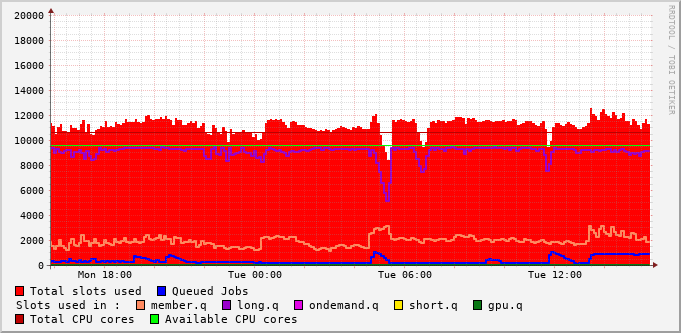 RRDTOOL / TOBI OETIKER
20000
18000
16000
14000
12000
10000
8000
6000
4000
2000
0
Mon 18:00 Tue 00:00 Tue 06:00 Tue 12:00
Total slots used Queued Jobs
Slots used in : member.q long.q ondemand.q short.q gpu.q
Total CPU cores Available CPU cores